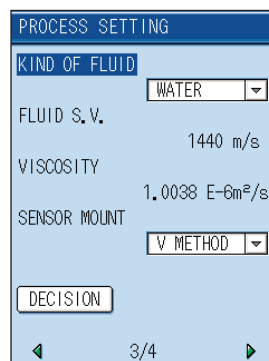 PROCESS SETTING
KIND OF FLUID
WATER
FLUID S.V.
1440 m/s
VISCOSITY
1.0038 E-6m²/s
SENSOR MOUNT
V METHOD
DECISION
3/4